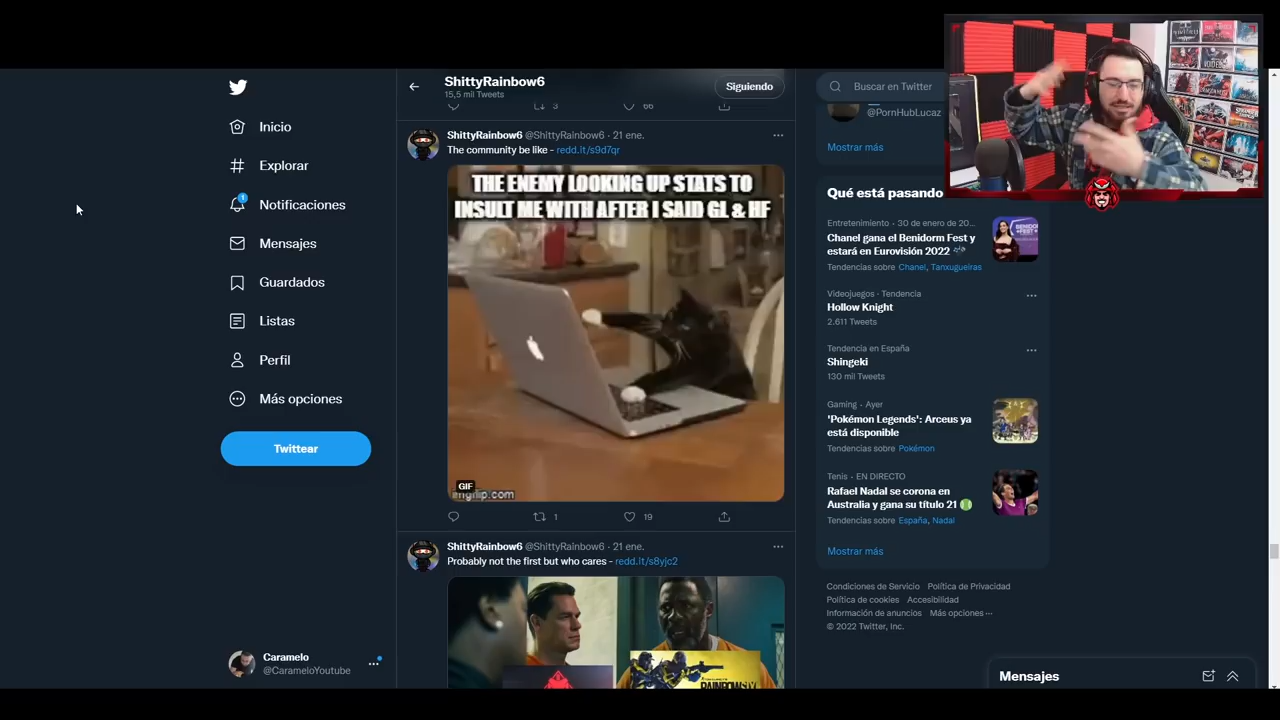 ShittyRainbow6
15,5 mil Tweets
Siguiendo
Buscar en Twitter
Inicio
Explorar
1
Notificaciones
Mensajes
Guardados
Listas
Perfil
Más opciones
Twittear
Caramelo
@CarameloYoutube
3
66
ShittyRainbow6 @ShittyRainbow6 · 21 ene.
The community be like - redd.it/s9d7qr
THE ENEMY LOOKING UP STATS TO
INSULT ME WITH AFTER I SAID GL & HF
GIF
imgflip.com
1
19
ShittyRainbow6 @ShittyRainbow6 · 21 ene.
Probably not the first but who cares - redd.it/s8yjc2
@PornHubLucaz
Mostrar más
Qué está pasando
Entretenimiento · 30 de enero de 20...
Chanel gana el Benidorm Fest y
estará en Eurovisión 2022
Tendencias sobre Chanel, Tanxugueiras
Videojuegos · Tendencia
Hollow Knight
2.611 Tweets
Tendencia en España
Shingeki
130 mil Tweets
Gaming · Ayer
'Pokémon Legends': Arceus ya
está disponible
Tendencias sobre Pokémon
Tenis · EN DIRECTO
Rafael Nadal se corona en
Australia y gana su título 21
Tendencias sobre España, Nadal
Mostrar más
Condiciones de Servicio Política de Privacidad
Política de cookies Accesibilidad
Información de anuncios Más opciones ···
© 2022 Twitter, Inc.
Mensajes